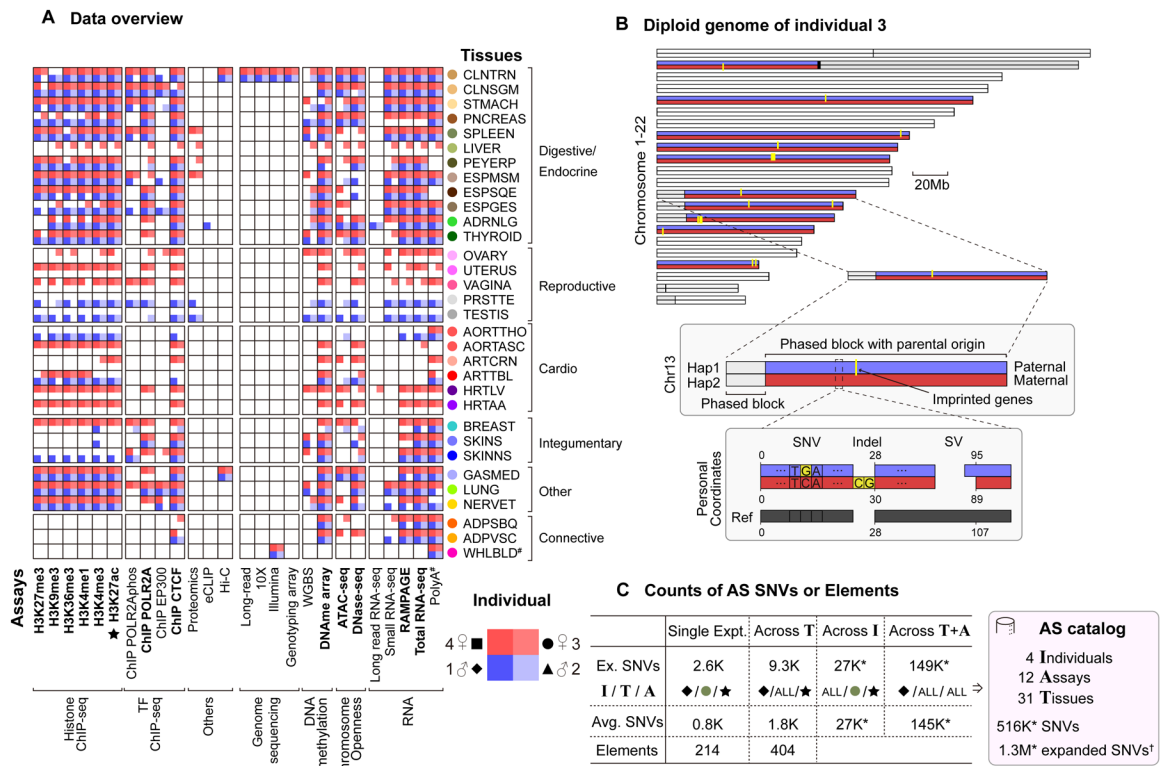 A Data overview
Tissues
CLNTRN
CLNSGM
STMACH
PNCREAS
SPLEEN
LIVER
PEYERP
ESPMSM
ESPSQE
ESPGES
ADRNLG
THYROID
Digestive/
Endocrine
OVARY
UTERUS
VAGINA
PRSTTE
TESTIS
Reproductive
AORTTHO
AORTASC
ARTCRN
ARTTBL
HRTLV
HRTAA
Cardio
BREAST
SKINS
SKINNS
Integumentary
GASMED
LUNG
NERVET
Other
ADPSBQ
ADPVSC
WHLBLD#
Connective
Assays
H3K27me3
H3K9me3
H3K36me3
H3K4me1
H3K4me3
★ H3K27ac
ChIP POLR2Aphos
ChIP POLR2A
ChIP EP300
ChIP CTCF
Proteomics
eCLIP
Hi-C
Long-read
10X
Illumina
Genotyping array
WGBS
DNAme array
ATAC-seq
DNase-seq
Long read RNA-seq
Small RNA-seq
RAMPAGE
Total RNA-seq
PolyA#
Histone
ChIP-seq
TF
ChIP-seq
Others
Genome
sequencing
DNA
methylation
Chromosome
Openness
RNA
Individual
4 ♀ ■ ● ♀ 3
1 ♂ ◆ ▲ ♂ 2
B Diploid genome of individual 3
Chromosome 1-22
20Mb
Chr13
Phased block with parental origin
Hap1 Paternal
Hap2 Maternal
Phased block
Imprinted genes
Personal
Coordinates
SNV Indel SV
0 28 95
... T G A ... ...
... T C A ... C G ...
0 30 89
Ref
0 28 107
C Counts of AS SNVs or Elements
Single Expt. Across T Across I Across T+A
Ex. SNVs 2.6K 9.3K 27K* 149K*
I / T / A ◆/●/★ ◆/ALL/★ ALL/●/★ ◆/ALL/ ALL
Avg. SNVs 0.8K 1.8K 27K* 145K*
Elements 214 404
AS catalog
4 Individuals
12 Assays
31 Tissues
516K* SNVs
1.3M* expanded SNVs†